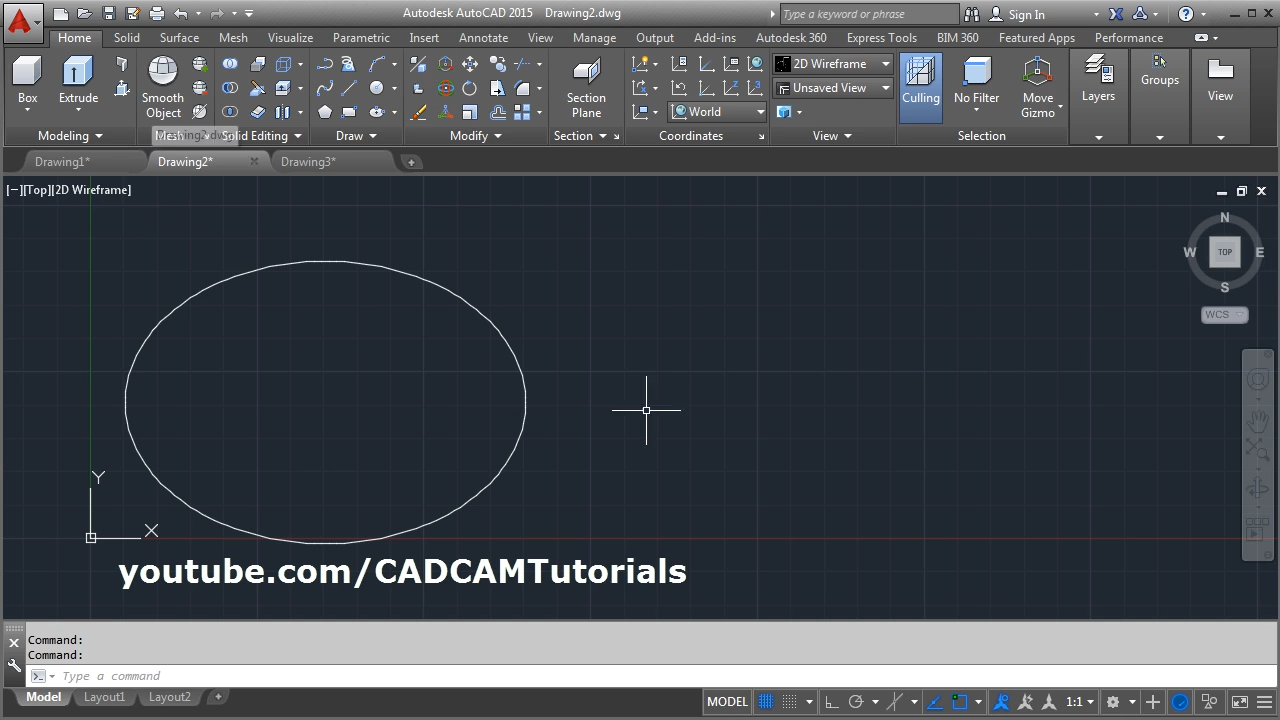 Autodesk AutoCAD 2015 Drawing2.dwg
Type a keyword or phrase
Sign In
Home Solid Surface Mesh Visualize Parametric Insert Annotate View Manage Output Add-ins Autodesk 360 Express Tools BIM 360 Featured Apps Performance
Box
Extrude
Smooth
Object
Section
Plane
World
2D Wireframe
Unsaved View
Culling
No Filter
Move
Gizmo
Layers
Groups
View
Modeling Mesh Solid Editing Draw Modify Section Coordinates View Selection
Drawing1* Drawing2* Drawing3*
[−][Top][2D Wireframe]
N
W TOP E
S
WCS
Y
X
youtube.com/CADCAMTutorials
Command:
Command:
Type a command
Model Layout1 Layout2
MODEL 1:1